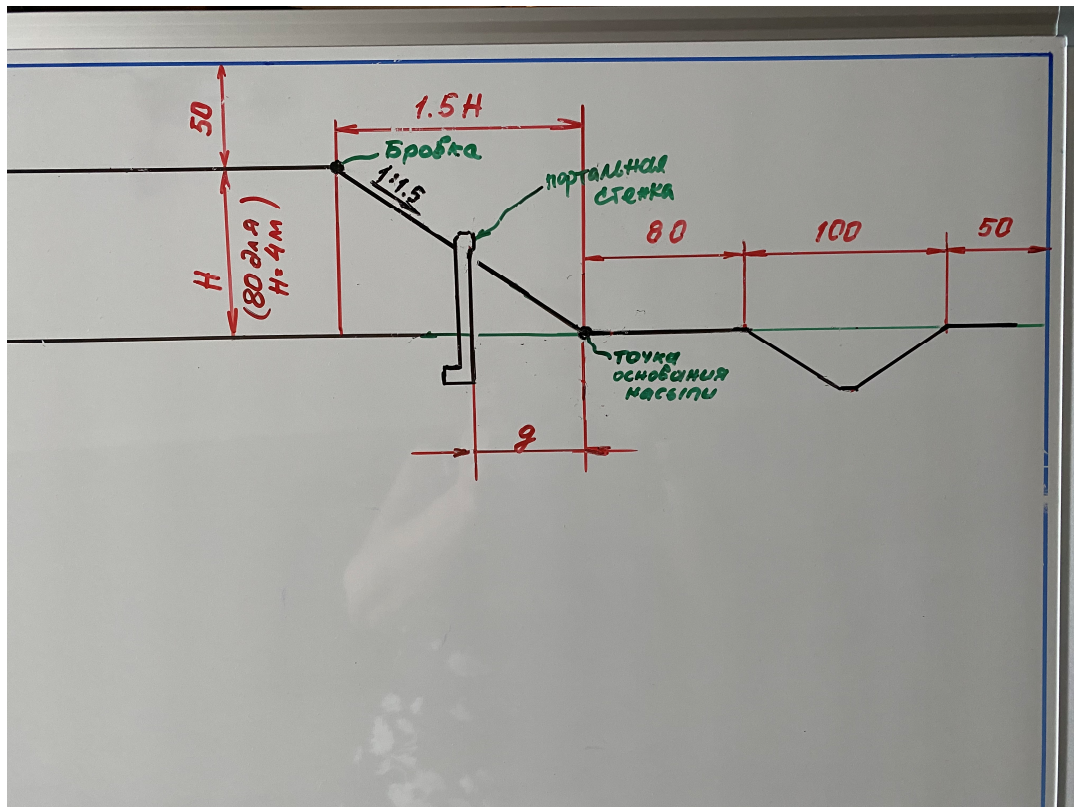 50
1.5H
Бровка
1:1.5
портальная
стенка
80
100
50
H
(80 для
H=4м)
точка
основания
насыпи
g